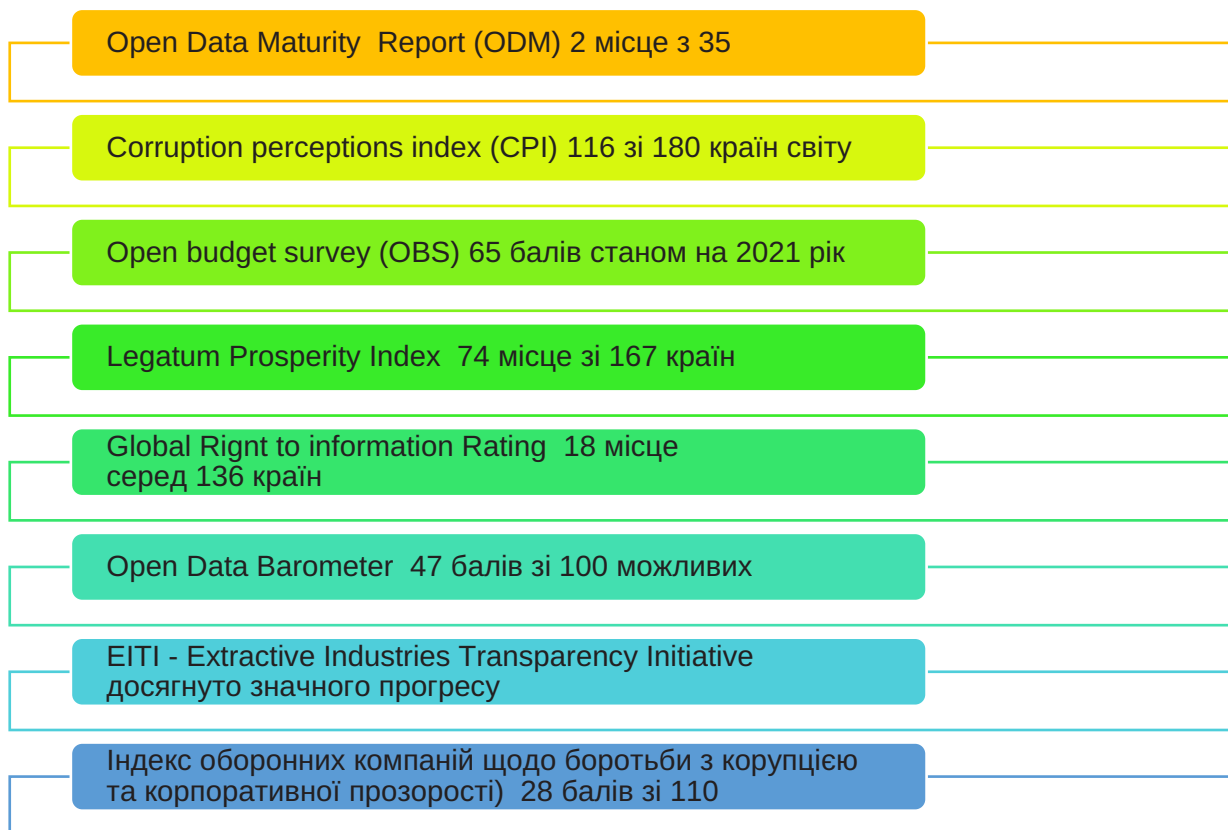 Open Data Maturity  Report (ODM) 2 місце з 35
Corruption perceptions index (CPI) 116 зі 180 країн світу
Open budget survey (OBS) 65 балів станом на 2021 рік
Legatum Prosperity Index  74 місце зі 167 країн
Global Rignt to information Rating  18 місце
серед 136 країн
Open Data Barometer  47 балів зі 100 можливих
EITI - Extractive Industries Transparency Initiative
досягнуто значного прогресу
Індекс оборонних компаній щодо боротьби з корупцією
та корпоративної прозорості)  28 балів зі 110